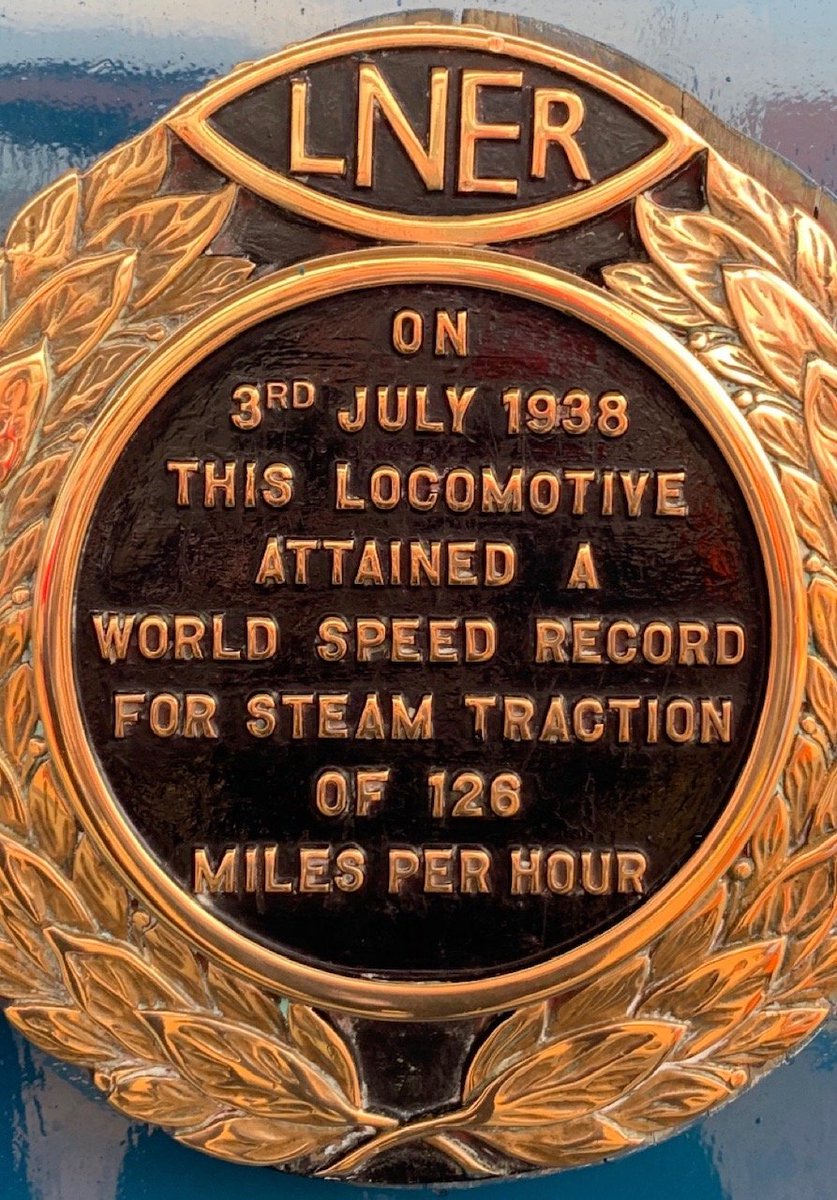 LNER
ON
3RD JULY 1938
THIS LOCOMOTIVE
ATTAINED A
WORLD SPEED RECORD
FOR STEAM TRACTION
OF 126
MILES PER HOUR